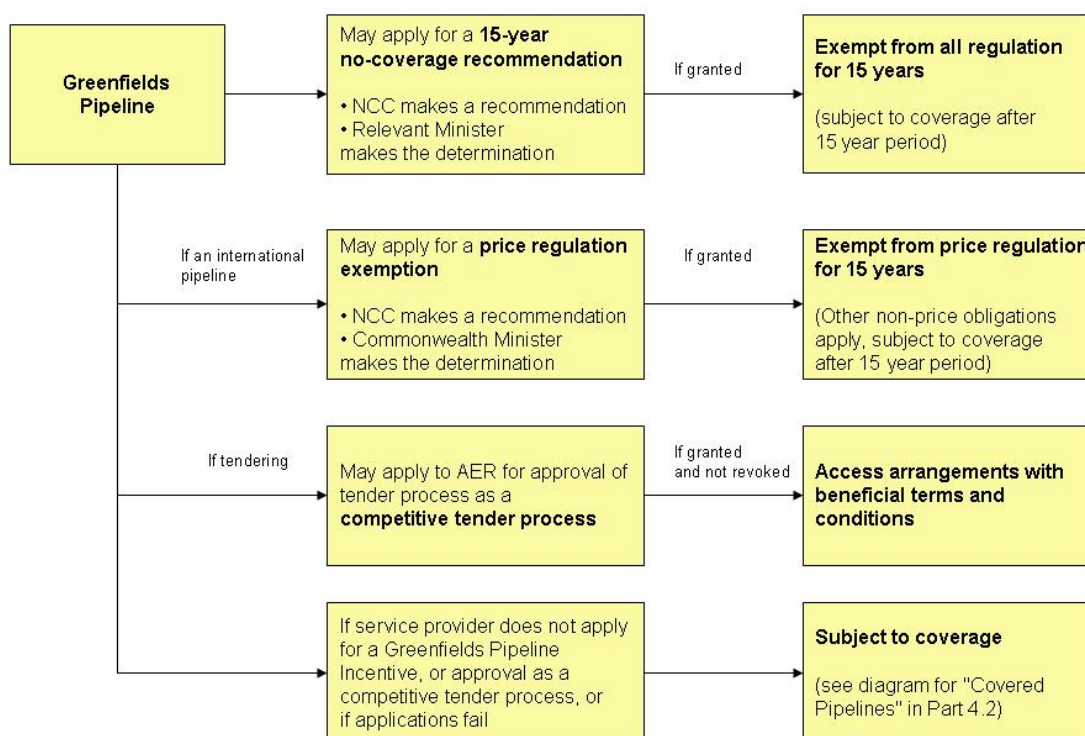 Greenfields
Pipeline
May apply for a 15-year
no-coverage recommendation
• NCC makes a recommendation
• Relevant Minister
makes the determination
If granted
Exempt from all regulation
for 15 years
(subject to coverage after
15 year period)
If an international
pipeline
May apply for a price regulation
exemption
• NCC makes a recommendation
• Commonwealth Minister
makes the determination
If granted
Exempt from price regulation
for 15 years
(Other non-price obligations
apply, subject to coverage
after 15 year period)
If tendering
May apply to AER for approval of
tender process as a
competitive tender process
If granted
and not revoked
Access arrangements with
beneficial terms and
conditions
If service provider does not apply
for a Greenfields Pipeline
Incentive, or approval as a
competitive tender process, or
if applications fail
Subject to coverage
(see diagram for "Covered
Pipelines" in Part 4.2)